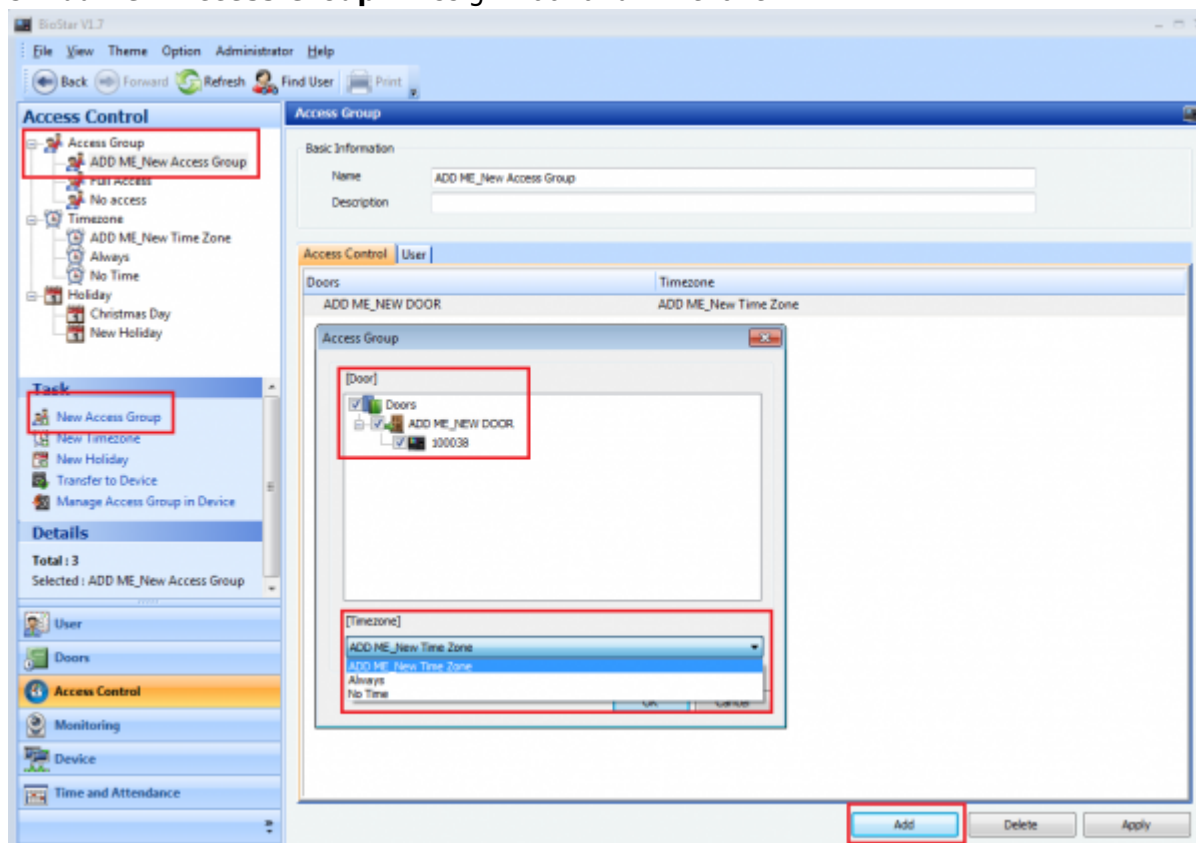 BioStar V1.7
File View Theme Option Administrator Help
Back Forward Refresh Find User Print
Access Control
Access Group
ADD ME_New Access Group
Full Access
No access
Timezone
ADD ME_New Time Zone
Always
No Time
Holiday
Christmas Day
New Holiday
Task
New Access Group
New Timezone
New Holiday
Transfer to Device
Manage Access Group in Device
Details
Total : 3
Selected : ADD ME_New Access Group
User
Doors
Access Control
Monitoring
Device
Time and Attendance
Access Group
Basic Information
Name ADD ME_New Access Group
Description
Access Control User
Doors Timezone
ADD ME_NEW DOOR ADD ME_New Time Zone
Access Group
[Door]
Doors
ADD ME_NEW DOOR
100038
[Timezone]
ADD ME_New Time Zone
ADD ME_New Time Zone
Always
No Time
OK Cancel
Add Delete Apply